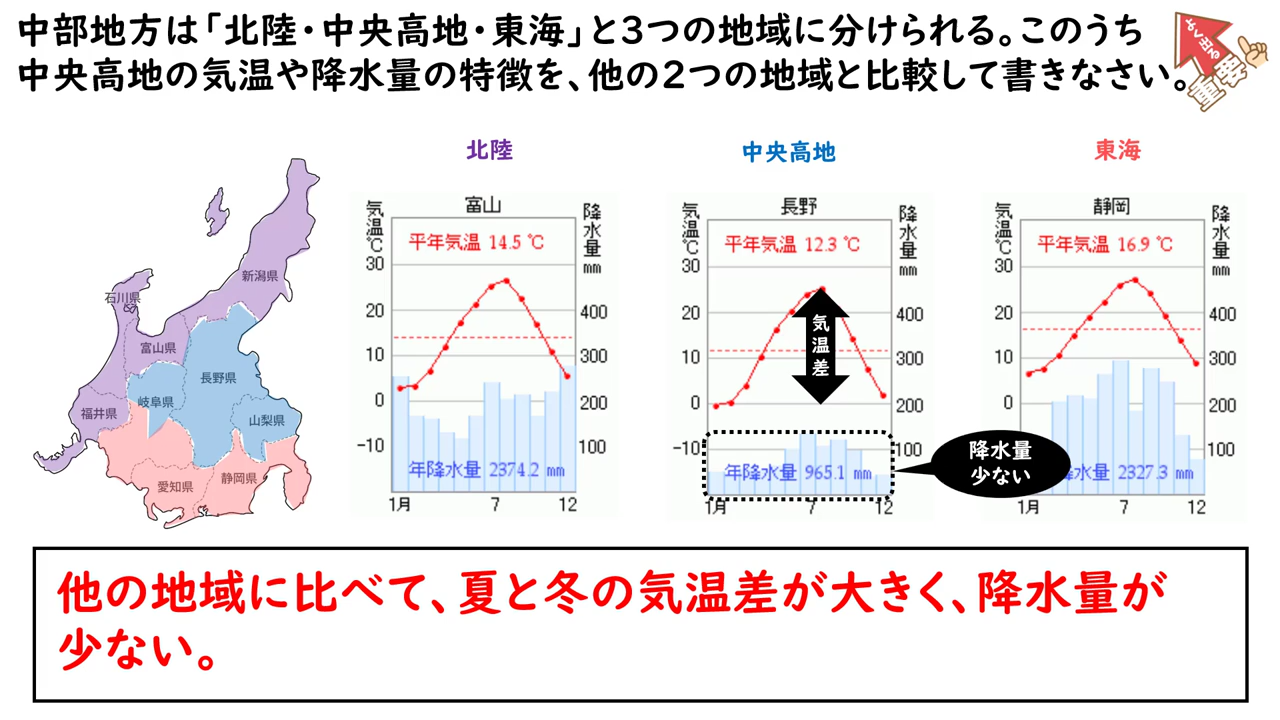 中部地方は「北陸・中央高地・東海」と3つの地域に分けられる。このうち
中央高地の気温や降水量の特徴を、他の2つの地域と比較して書きなさい。
よく出る
重要
北陸
中央高地
東海
新潟県
石川県
富山県
長野県
岐阜県
福井県
山梨県
愛知県
静岡県
富山
気温℃
降水量mm
平年気温 14.5 ℃
30
20
10
0
-10
400
300
200
100
年降水量 2374.2 mm
1月 7 12
長野
気温℃
降水量mm
平年気温 12.3 ℃
30
20
10
0
-10
400
300
200
100
気温差
年降水量 965.1 mm
1月 7 12
降水量
少ない
静岡
気温℃
降水量mm
平年気温 16.9 ℃
30
20
10
0
400
300
200
100
水量 2327.3 mm
1月 7 12
他の地域に比べて、夏と冬の気温差が大きく、降水量が
少ない。